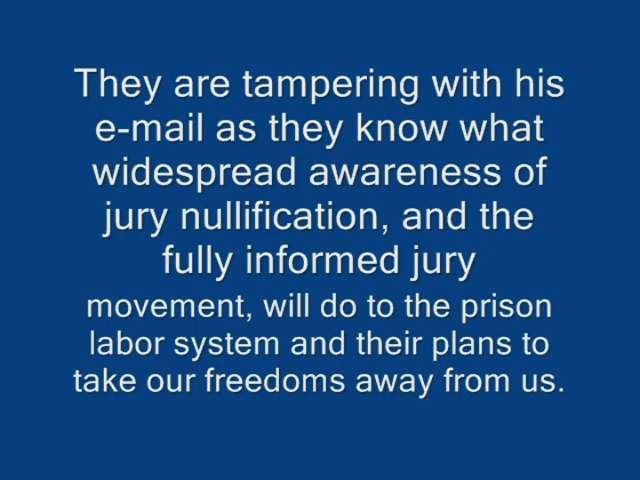 They are tampering with his
e-mail as they know what
widespread awareness of
jury nullification, and the
fully informed jury
movement, will do to the prison
labor system and their plans to
take our freedoms away from us.